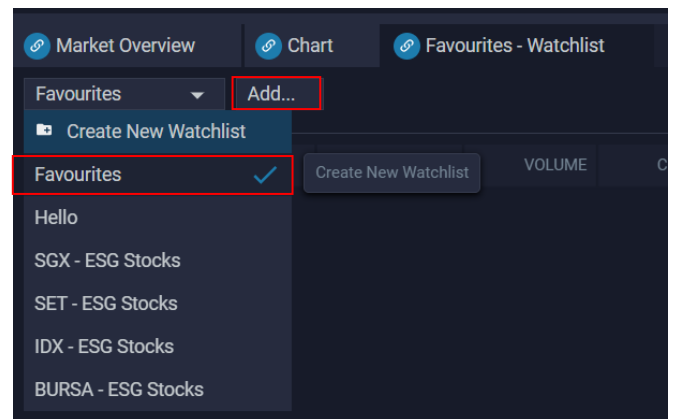 Market Overview
Chart
Favourites - Watchlist
Favourites
Add...
Create New Watchlist
Favourites
Create New Watchlist
VOLUME
C
Hello
SGX - ESG Stocks
SET - ESG Stocks
IDX - ESG Stocks
BURSA - ESG Stocks